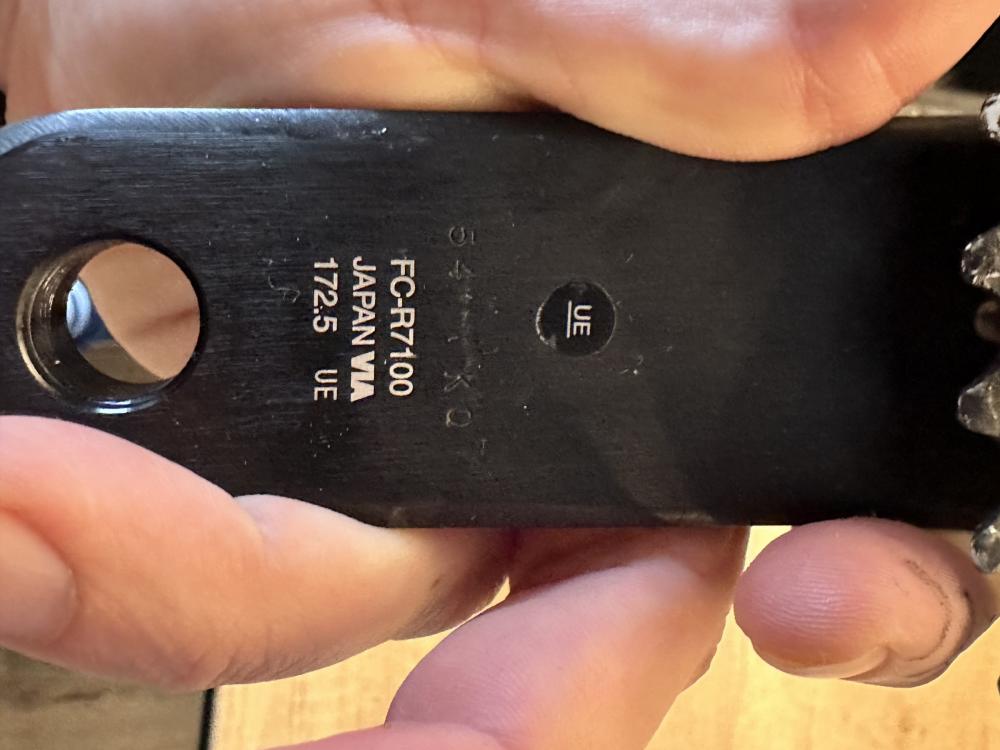 UE
FC-R7100
JAPAN VIA
172.5 UE